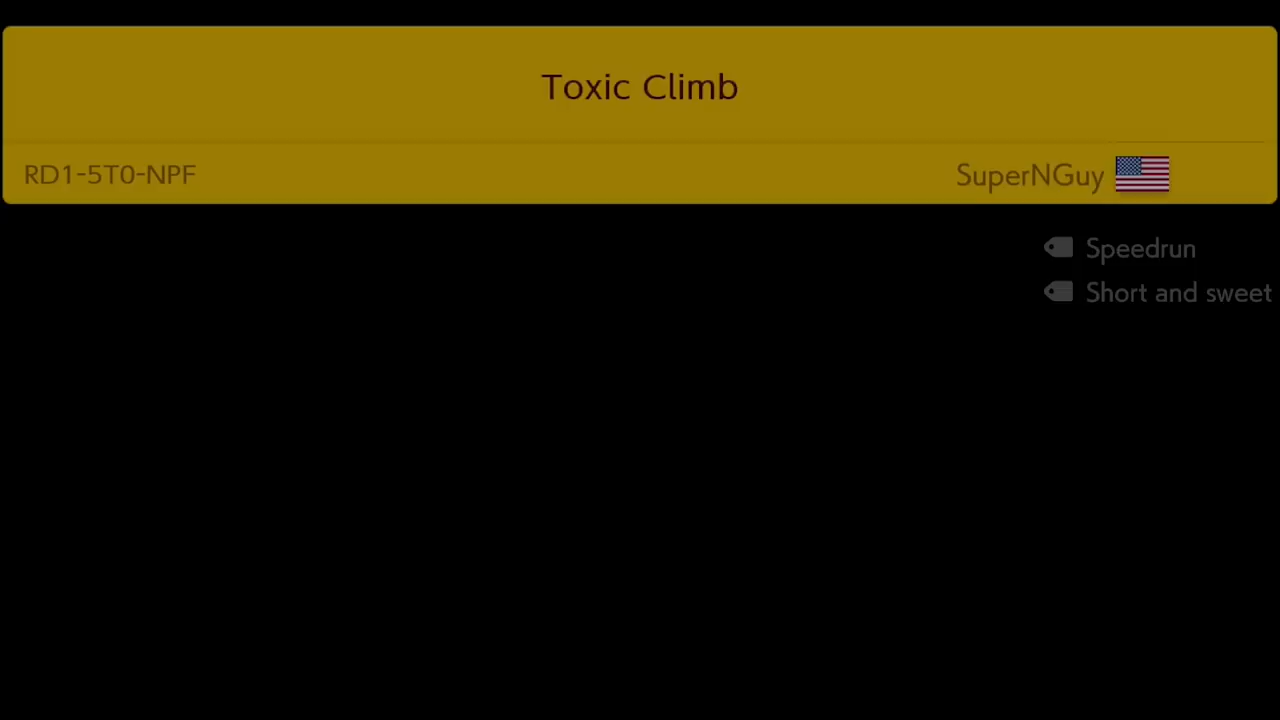 Toxic Climb
RD1-5T0-NPF
SuperNGuy
Speedrun
Short and sweet